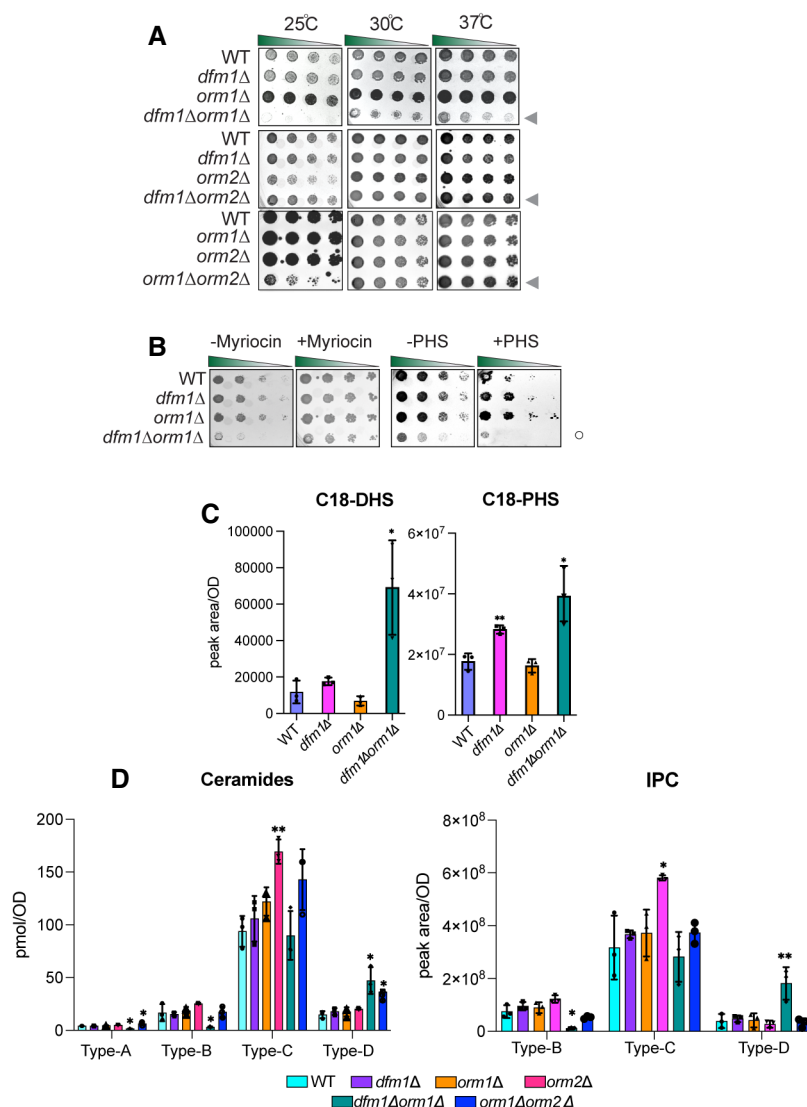 A
25°C 30°C 37°C
WT
dfm1Δ
orm1Δ
dfm1Δorm1Δ
WT
dfm1Δ
orm2Δ
dfm1Δorm2Δ
WT
orm1Δ
orm2Δ
orm1Δorm2Δ
B
-Myriocin +Myriocin -PHS +PHS
WT
dfm1Δ
orm1Δ
dfm1Δorm1Δ
C
C18-DHS C18-PHS
peak area/OD
100000
80000
60000
40000
20000
0
*
WT dfm1Δ orm1Δ dfm1Δorm1Δ
6×10⁷
4×10⁷
2×10⁷
0
** *
WT dfm1Δ orm1Δ dfm1Δorm1Δ
D
Ceramides IPC
pmol/OD
200
150
100
50
0
* * * ** * *
Type-A Type-B Type-C Type-D
peak area/OD
8×10⁸
6×10⁸
4×10⁸
2×10⁸
0
* * **
Type-B Type-C Type-D
WT dfm1Δ orm1Δ orm2Δ
dfm1Δorm1Δ orm1Δorm2Δ